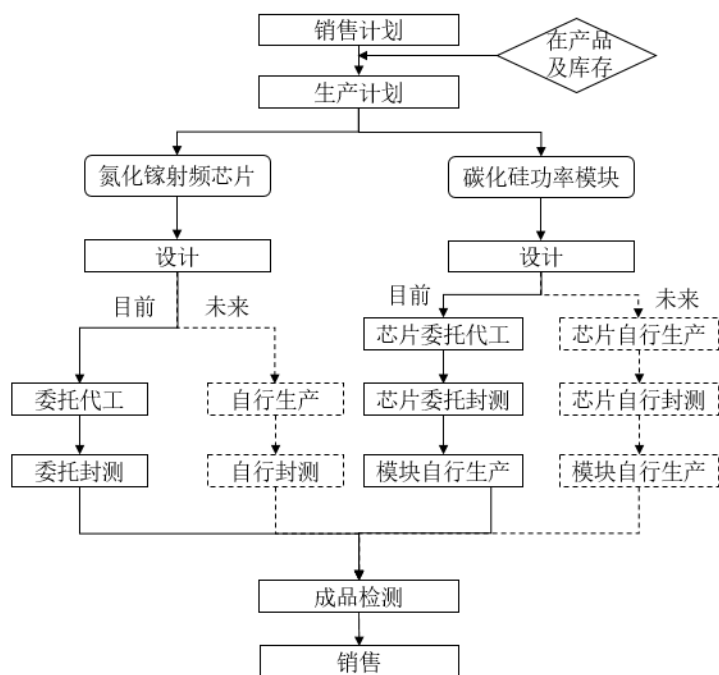 销售计划
在产品
及库存
生产计划
氮化镓射频芯片
碳化硅功率模块
设计
设计
目前
未来
目前
未来
芯片委托代工
芯片自行生产
委托代工
自行生产
芯片委托封测
芯片自行封测
委托封测
自行封测
模块自行生产
模块自行生产
成品检测
销售